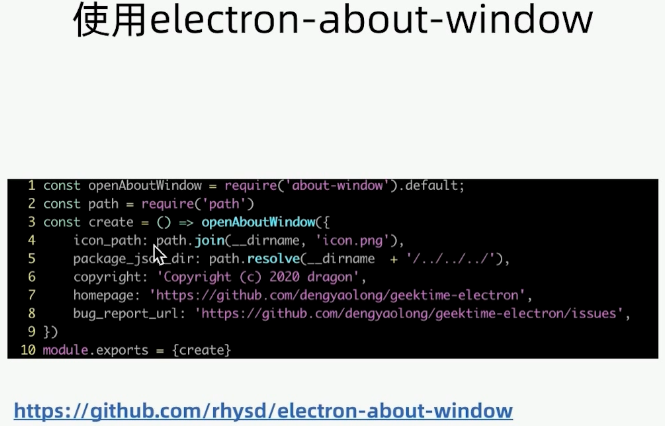 使用electron-about-window
1 const openAboutWindow = require('about-window').default;
2 const path = require('path')
3 const create = () => openAboutWindow({
4 icon_path: path.join(__dirname, 'icon.png'),
5 package_json_dir: path.resolve(__dirname + '/../../../'),
6 copyright: 'Copyright (c) 2020 dragon',
7 homepage: 'https://github.com/dengyaolong/geektime-electron',
8 bug_report_url: 'https://github.com/dengyaolong/geektime-electron/issues',
9 })
10 module.exports = {create}
https://github.com/rhysd/electron-about-window